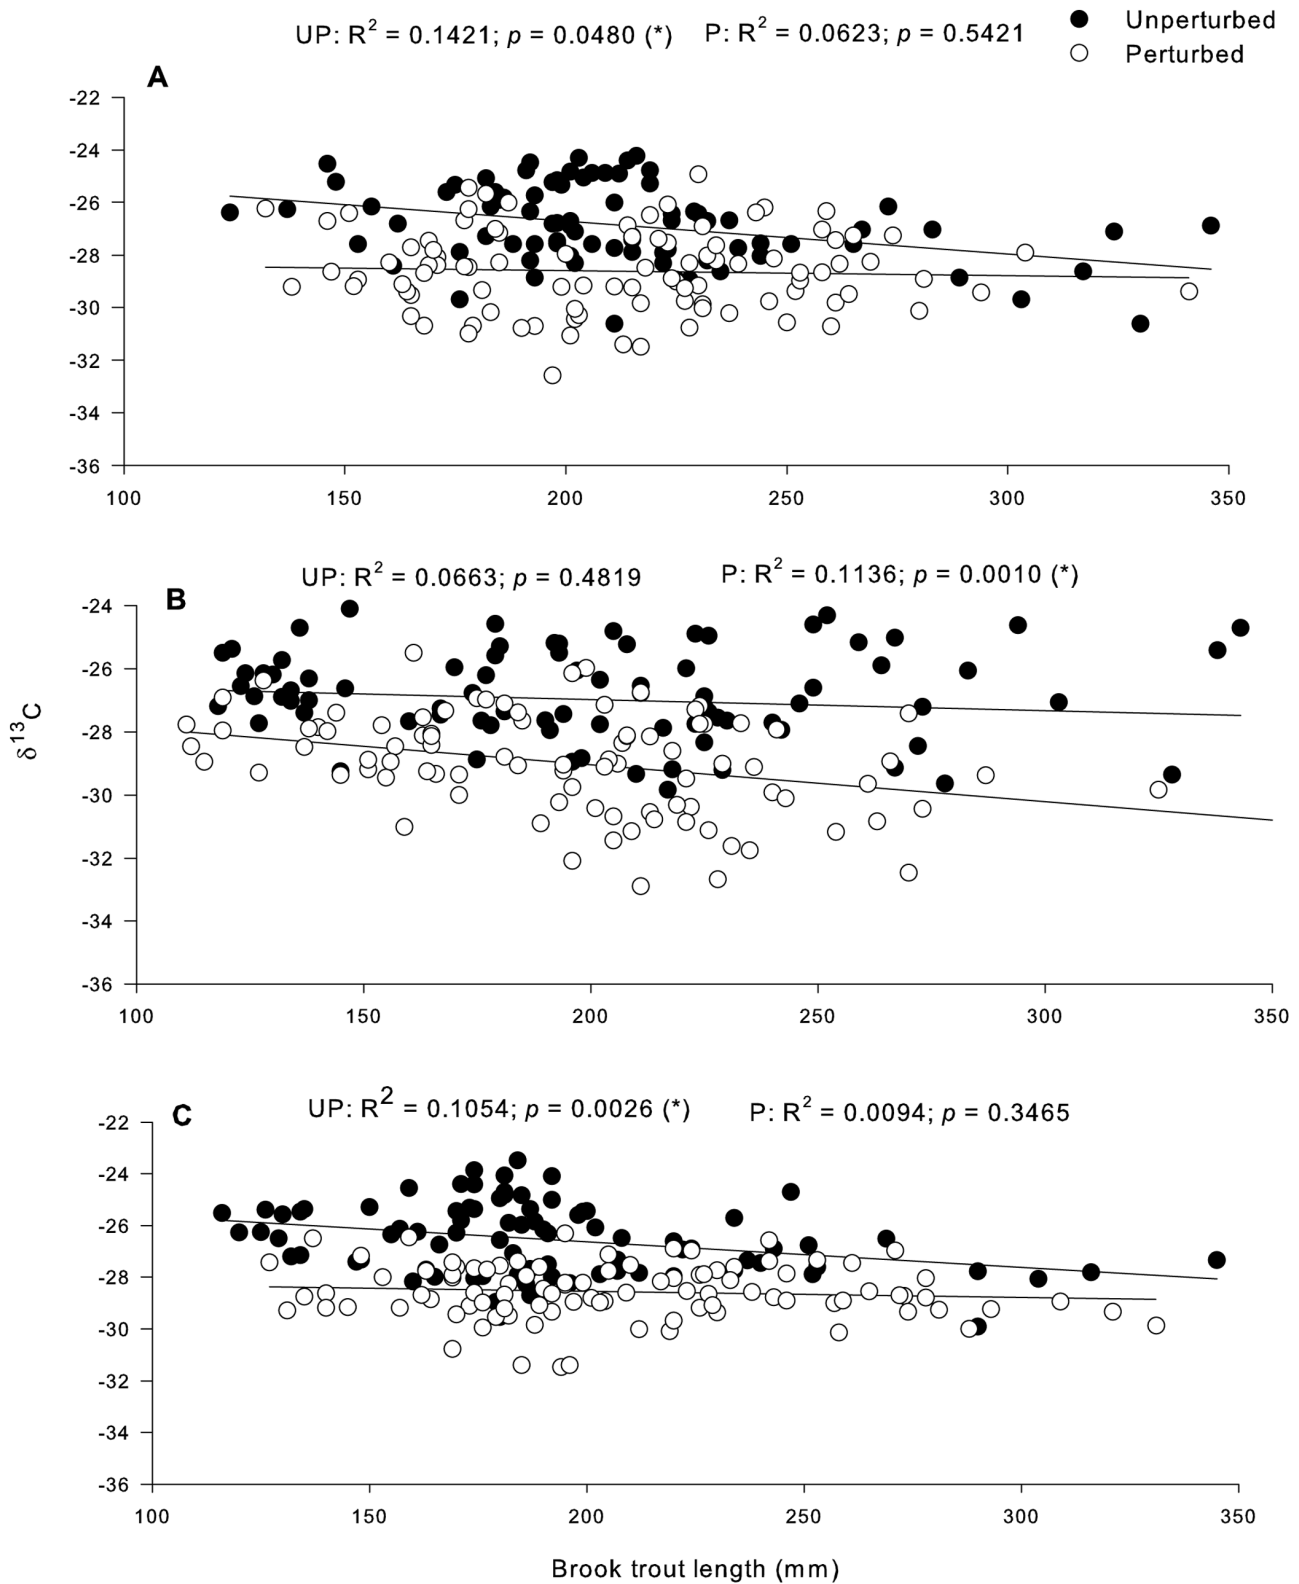 UP: R² = 0.1421; p = 0.0480 (*) P: R² = 0.0623; p = 0.5421
Unperturbed
Perturbed
A
-22
-24
-26
-28
-30
-32
-34
-36
100 150 200 250 300 350
UP: R² = 0.0663; p = 0.4819 P: R² = 0.1136; p = 0.0010 (*)
B
-24
-26
-28
-30
-32
-34
-36
100 150 200 250 300 350
δ¹³C
UP: R² = 0.1054; p = 0.0026 (*) P: R² = 0.0094; p = 0.3465
C
-22
-24
-26
-28
-30
-32
-34
-36
100 150 200 250 300 350
Brook trout length (mm)